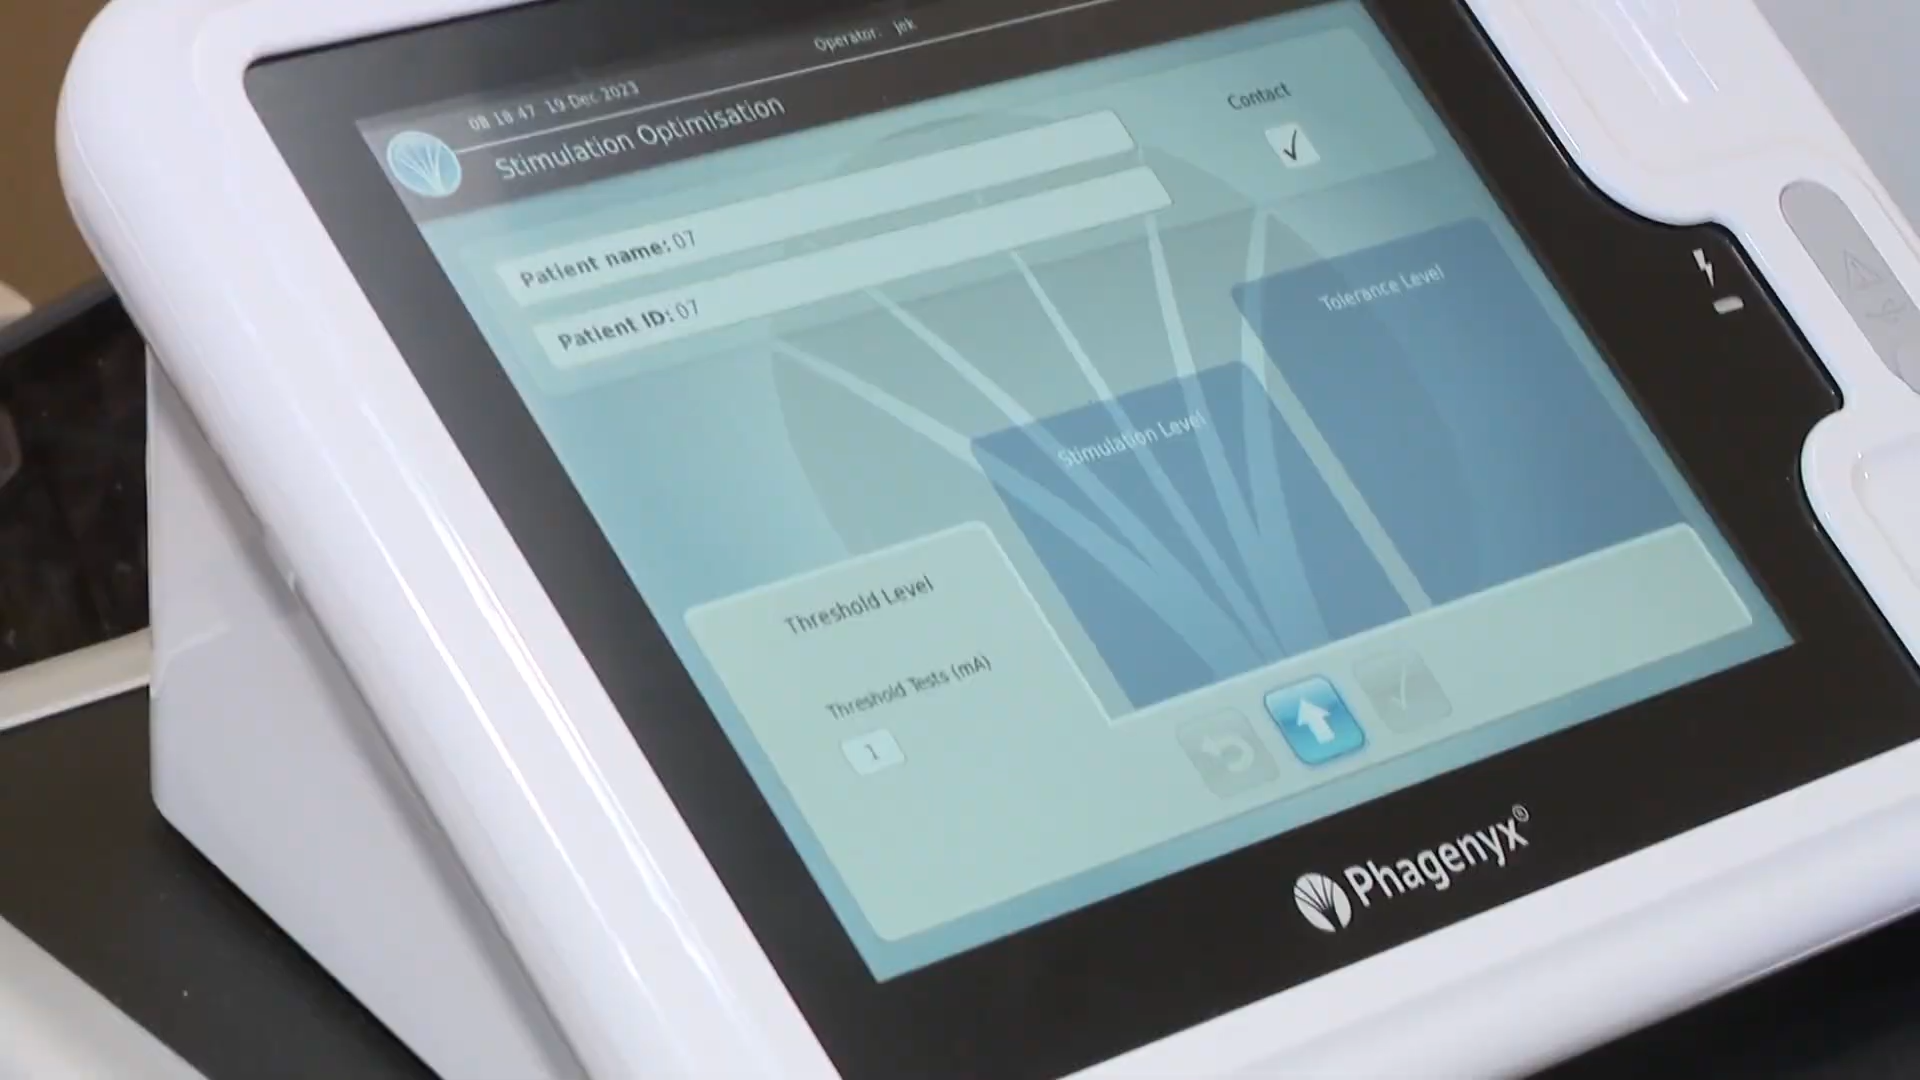 08 18 47 19-Dec 2023
Operator: jek
Stimulation Optimisation
Contact
Patient name: 07
Patient ID: 07
Tolerance Level
Stimulation Level
Threshold Level
Threshold Tests (mA)
1
Phagenyx®